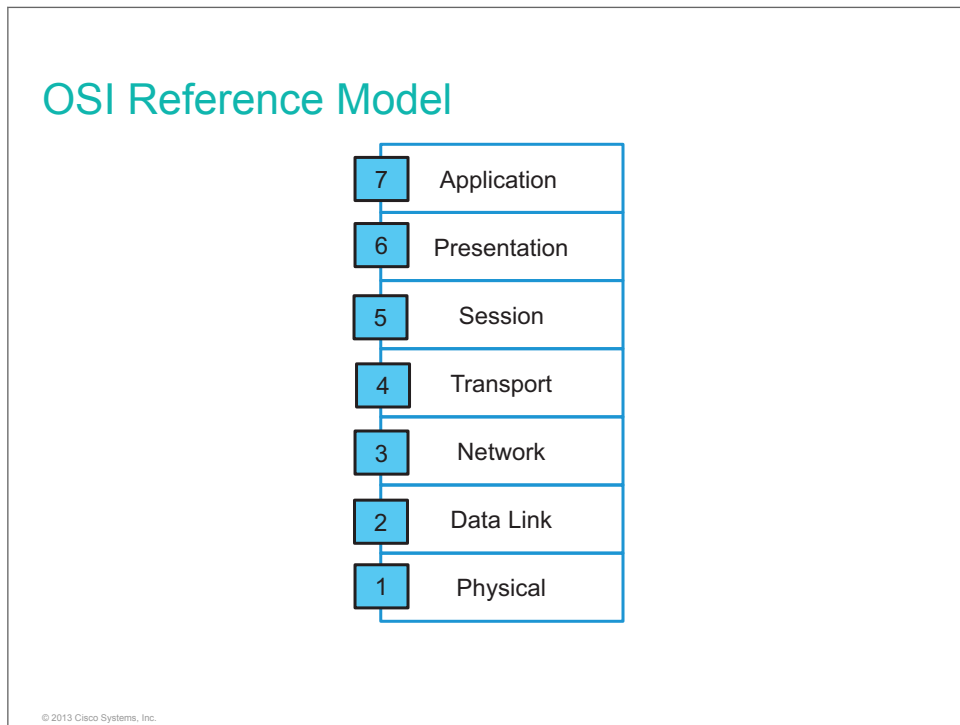 OSI Reference Model
7 Application
6 Presentation
5 Session
4 Transport
3 Network
2 Data Link
1 Physical
© 2013 Cisco Systems, Inc.